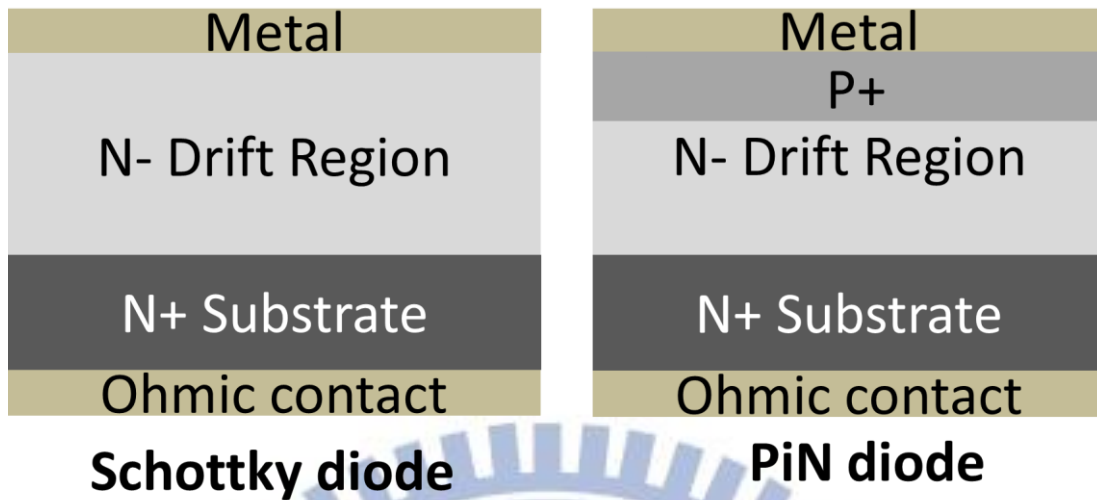 Metal
N- Drift Region
N+ Substrate
Ohmic contact
Schottky diode
Metal
P+
N- Drift Region
N+ Substrate
Ohmic contact
PiN diode